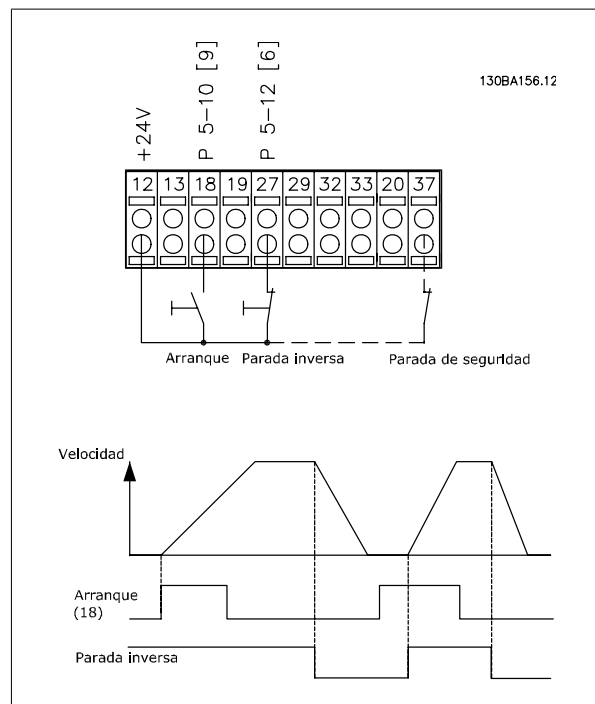 130BA156.12
+24V
P 5-10 [9]
P 5-12 [6]
12 13 18 19 27 29 32 33 20 37
Arranque Parada inversa Parada de seguridad
Velocidad
Arranque
(18)
Parada inversa